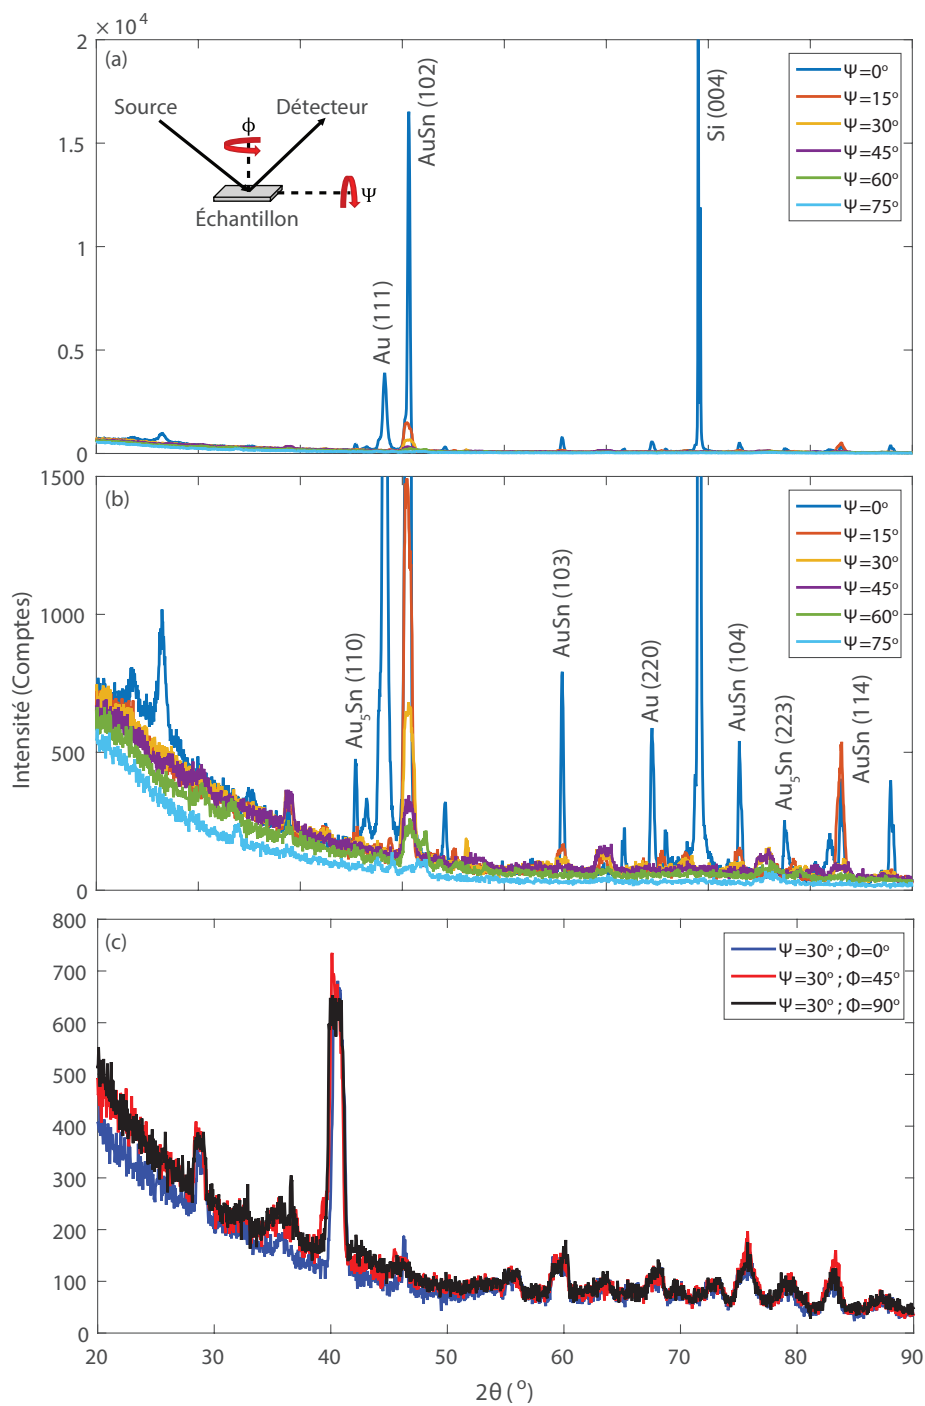 × 10⁴
2
(a)
AuSn (102)
Si (004)
Ψ=0°
Ψ=15°
Ψ=30°
Ψ=45°
Ψ=60°
Ψ=75°
Source
Détecteur
ϕ
Ψ
Échantillon
1.5
1
Au (111)
0.5
0
1500
(b)
Ψ=0°
Ψ=15°
Ψ=30°
Ψ=45°
Ψ=60°
Ψ=75°
1000
Au₅Sn (110)
AuSn (103)
Au (220)
AuSn (104)
Au₅Sn (223)
AuSn (114)
500
0
Intensité (Comptes)
800
(c)
Ψ=30° ; Φ=0°
Ψ=30° ; Φ=45°
Ψ=30° ; Φ=90°
700
600
500
400
300
200
100
0
20 30 40 50 60 70 80 90
2θ (°)